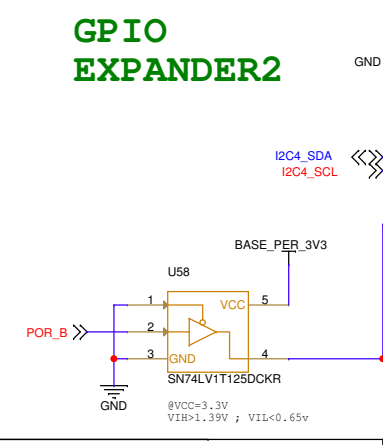 GPIO
EXPANDER2
GND
I2C4_SDA
I2C4_SCL
BASE_PER_3V3
U58
1
VCC
5
POR_B
2
3
GND
4
SN74LV1T125DCKR
GND
@VCC=3.3V
VIH>1.39V ; VIL<0.65v